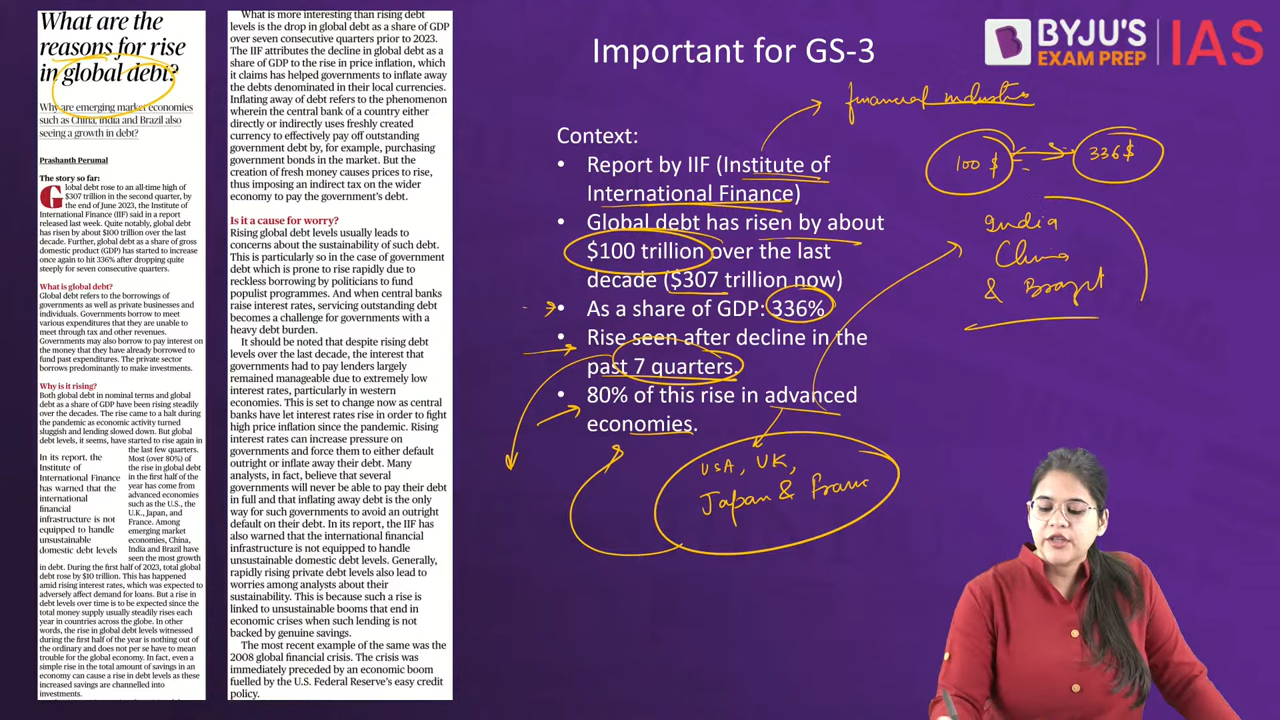 What are the
reasons for rise
in global debt?
Why are emerging market economies
such as China, India and Brazil also
seeing a growth in debt?
Prashanth Perumal
The story so far:
Global debt rose to an all-time high of
$307 trillion in the second quarter, by
the end of June 2023, the Institute of
International Finance (IIF) said in a report
released last week. Quite notably, global debt
has risen by about $100 trillion over the last
decade. Further, global debt as a share of gross
domestic product (GDP) has started to increase
once again to hit 336% after dropping quite
steeply for seven consecutive quarters.
What is global debt?
Global debt refers to the borrowings of
governments as well as private businesses and
individuals. Governments borrow to meet
various expenditures that they are unable to
meet through tax and other revenues.
Governments may also borrow to pay interest on
the money that they have already borrowed to
fund past expenditures. The private sector
borrows predominantly to make investments.
Why is it rising?
Both global debt in nominal terms and global
debt as a share of GDP have been rising steadily
over the decades. The rise came to a halt during
the pandemic as economic activity turned
sluggish and lending slowed down. But global
debt levels, it seems, have started to rise again in
the last few quarters.
Most (over 80%) of
the rise in global debt
in the first half of the
year has come from
advanced economies
such as the U.S., the
U.K., Japan, and
France. Among
emerging market
economies, China,
India and Brazil have
seen the most growth
In its report, the
Institute of
International Finance
has warned that the
international
financial
infrastructure is not
equipped to handle
unsustainable
domestic debt levels
in debt. During the first half of 2023, total global
debt rose by $10 trillion. This has happened
amid rising interest rates, which was expected to
adversely affect demand for loans. But a rise in
debt levels over time is to be expected since the
total money supply usually steadily rises each
year in countries across the globe. In other
words, the rise in global debt levels witnessed
during the first half of the year is nothing out of
the ordinary and does not per se have to mean
trouble for the global economy. In fact, even a
simple rise in the total amount of savings in an
economy can cause a rise in debt levels as these
increased savings are channelled into
investments.
What is more interesting than rising debt
levels is the drop in global debt as a share of GDP
over seven consecutive quarters prior to 2023.
The IIF attributes the decline in global debt as a
share of GDP to the rise in price inflation, which
it claims has helped governments to inflate away
the debts denominated in their local currencies.
Inflating away of debt refers to the phenomenon
wherein the central bank of a country either
directly or indirectly uses freshly created
currency to effectively pay off outstanding
government debt by, for example, purchasing
government bonds in the market. But the
creation of fresh money causes prices to rise,
thus imposing an indirect tax on the wider
economy to pay the government's debt.
Is it a cause for worry?
Rising global debt levels usually leads to
concerns about the sustainability of such debt.
This is particularly so in the case of government
debt which is prone to rise rapidly due to
reckless borrowing by politicians to fund
populist programmes. And when central banks
raise interest rates, servicing outstanding debt
becomes a challenge for governments with a
heavy debt burden.
It should be noted that despite rising debt
levels over the last decade, the interest that
governments had to pay lenders largely
remained manageable due to extremely low
interest rates, particularly in western
economies. This is set to change now as central
banks have let interest rates rise in order to fight
high price inflation since the pandemic. Rising
interest rates can increase pressure on
governments and force them to either default
outright or inflate away their debt. Many
analysts, in fact, believe that several
governments will never be able to pay their debt
in full and that inflating away debt is the only
way for such governments to avoid an outright
default on their debt. In its report, the IIF has
also warned that the international financial
infrastructure is not equipped to handle
unsustainable domestic debt levels. Generally,
rapidly rising private debt levels also lead to
worries among analysts about their
sustainability. This is because such a rise is
linked to unsustainable booms that end in
economic crises when such lending is not
backed by genuine savings.
The most recent example of the same was the
2008 global financial crisis. The crisis was
immediately preceded by an economic boom
fuelled by the U.S. Federal Reserve's easy credit
policy.
Important for GS-3
BYJU'S
EXAM PREP
IAS
financial industries
Context:
• Report by IIF (Institute of
International Finance)
• Global debt has risen by about
$100 trillion over the last
decade ($307 trillion now)
• As a share of GDP: 336%
• Rise seen after decline in the
past 7 quarters.
• 80% of this rise in advanced
economies.
100 $
336 $
India
China
& Brazil
USA, UK,
Japan & France